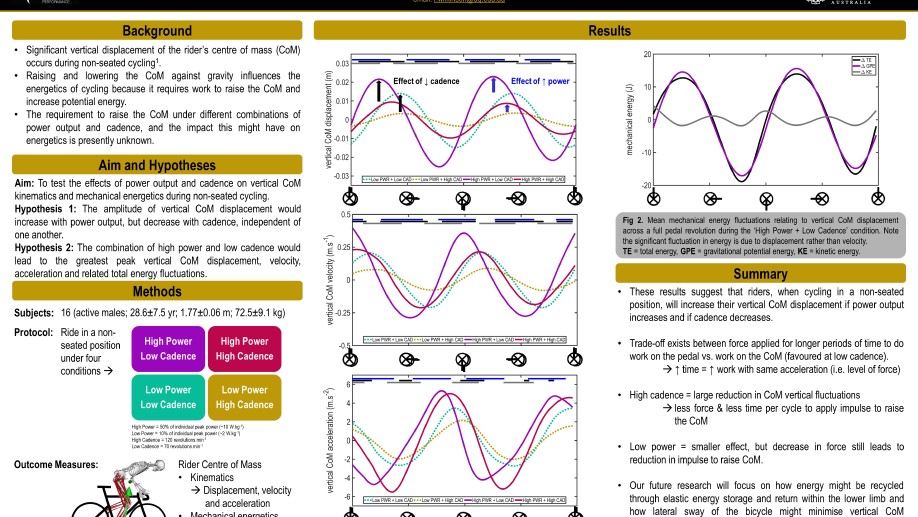 PERFORMANCE
AUSTRALIA
Background
• Significant vertical displacement of the rider's centre of mass (CoM)
occurs during non-seated cycling¹.
• Raising and lowering the CoM against gravity influences the
energetics of cycling because it requires work to raise the CoM and
increase potential energy.
• The requirement to raise the CoM under different combinations of
power output and cadence, and the impact this might have on
energetics is presently unknown.
Aim and Hypotheses
Aim: To test the effects of power output and cadence on vertical CoM
kinematics and mechanical energetics during non-seated cycling.
Hypothesis 1: The amplitude of vertical CoM displacement would
increase with power output, but decrease with cadence, independent of
one another.
Hypothesis 2: The combination of high power and low cadence would
lead to the greatest peak vertical CoM displacement, velocity,
acceleration and related total energy fluctuations.
Methods
Subjects: 16 (active males; 28.6±7.5 yr; 1.77±0.06 m; 72.5±9.1 kg)
Protocol: Ride in a non-
seated position
under four
conditions →
High Power
Low Cadence
High Power
High Cadence
Low Power
Low Cadence
Low Power
High Cadence
High Power = 50% of individual peak power (~10 W.kg⁻¹)
Low Power = 10% of individual peak power (~2 W.kg⁻¹)
High Cadence = 120 revolutions.min⁻¹
Low Cadence = 70 revolutions.min⁻¹
Outcome Measures:
Rider Centre of Mass
• Kinematics
→ Displacement, velocity
and acceleration
• Mechanical energetics
Results
vertical CoM displacement (m)
0.03
0.02
0.01
0
-0.01
-0.02
-0.03
Effect of ↓ cadence
Effect of ↑ power
Low PWR + Low CAD
Low PWR + High CAD
High PWR + Low CAD
High PWR + High CAD
vertical CoM velocity (m.s⁻¹)
0.5
0.25
0
-0.25
-0.5
Low PWR + Low CAD
Low PWR + High CAD
High PWR + Low CAD
High PWR + High CAD
vertical CoM acceleration (m.s⁻²)
6
4
2
0
-2
-4
-6
Low PWR + Low CAD
Low PWR + High CAD
High PWR + Low CAD
High PWR + High CAD
mechanical energy (J)
20
10
0
-10
-20
Δ TE
Δ GPE
Δ KE
Fig 2. Mean mechanical energy fluctuations relating to vertical CoM displacement
across a full pedal revolution during the 'High Power + Low Cadence' condition. Note
the significant fluctuation in energy is due to displacement rather than velocity.
TE = total energy, GPE = gravitational potential energy, KE = kinetic energy.
Summary
• These results suggest that riders, when cycling in a non-seated
position, will increase their vertical CoM displacement if power output
increases and if cadence decreases.
• Trade-off exists between force applied for longer periods of time to do
work on the pedal vs. work on the CoM (favoured at low cadence).
→ ↑ time = ↑ work with same acceleration (i.e. level of force)
• High cadence = large reduction in CoM vertical fluctuations
→ less force & less time per cycle to apply impulse to raise
the CoM
• Low power = smaller effect, but decrease in force still leads to
reduction in impulse to raise CoM.
• Our future research will focus on how energy might be recycled
through elastic energy storage and return within the lower limb and
how lateral sway of the bicycle might minimise vertical CoM